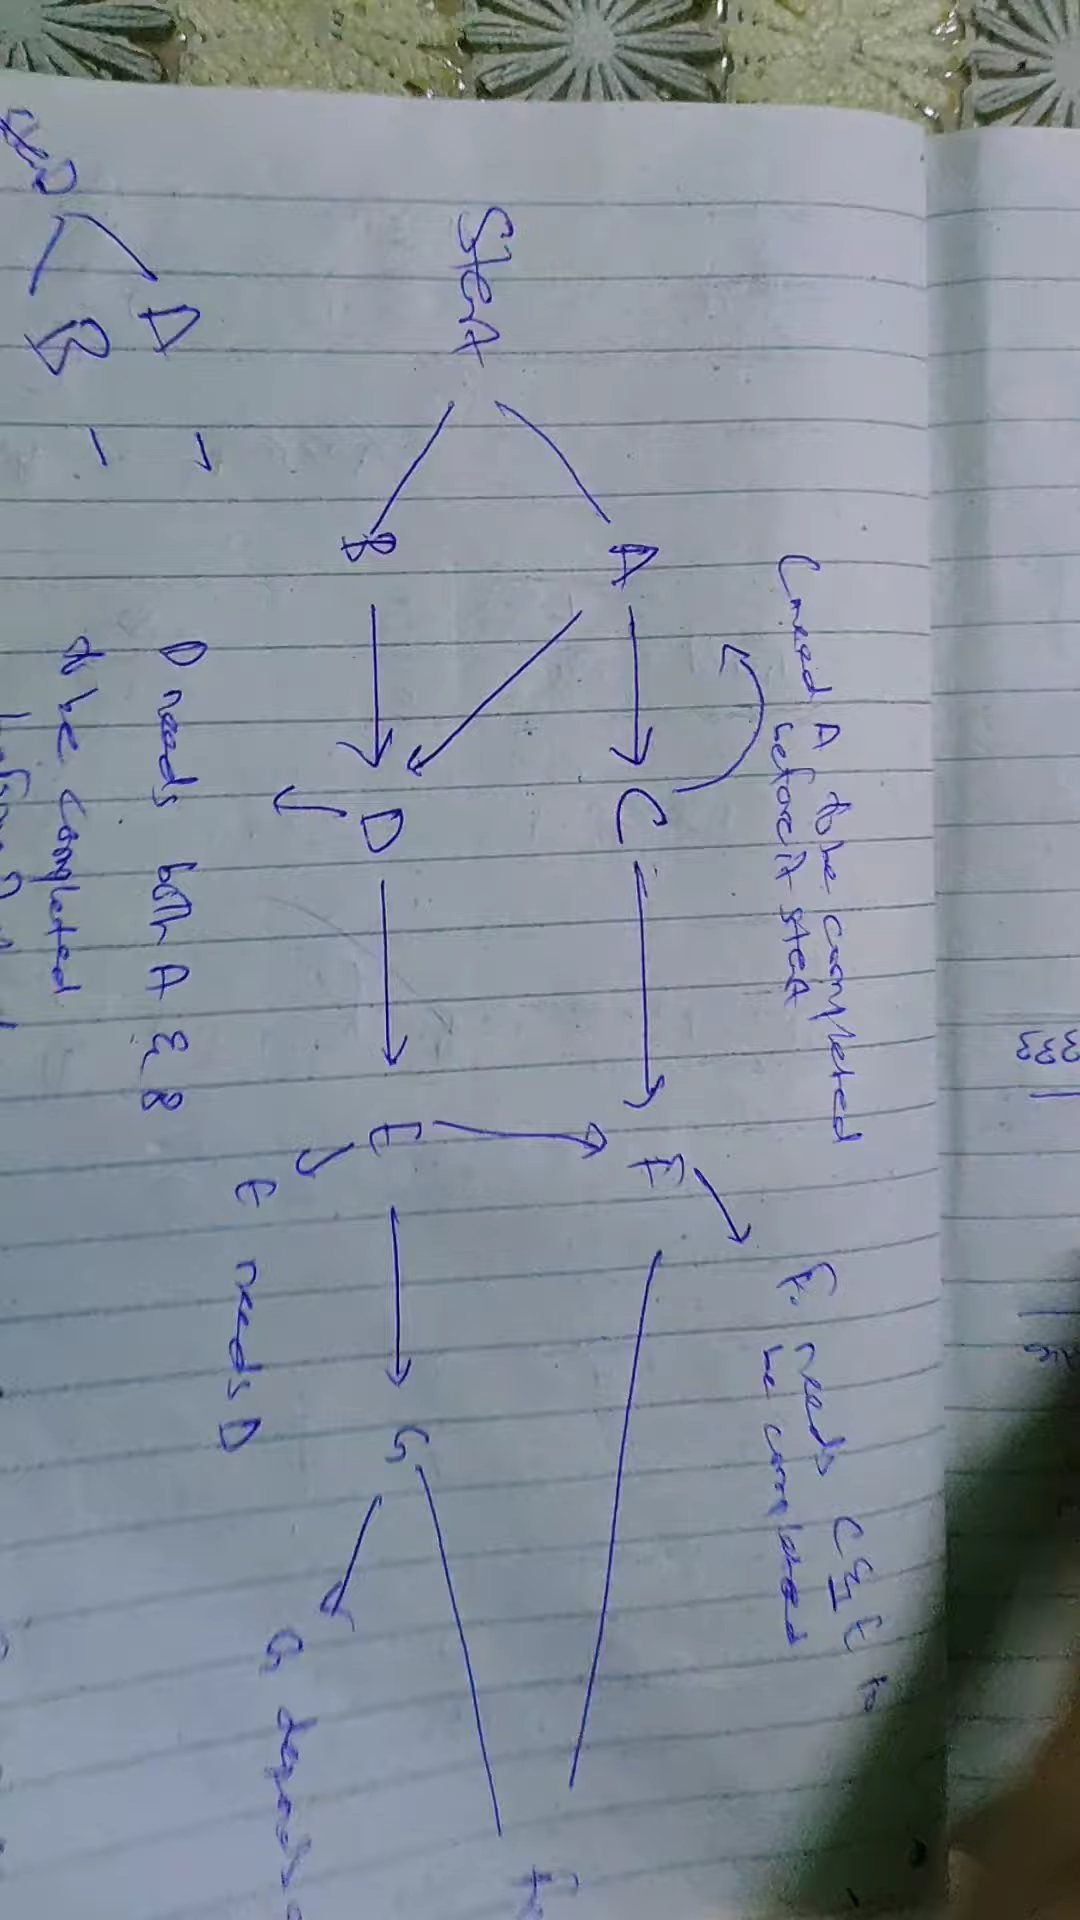 C need A to be completed
before it start
F. needs C & E to
be completed
A → C → F
Start
B → D → E → G
E needs D
G depends
D needs both A & B
to be completed
A
B
333